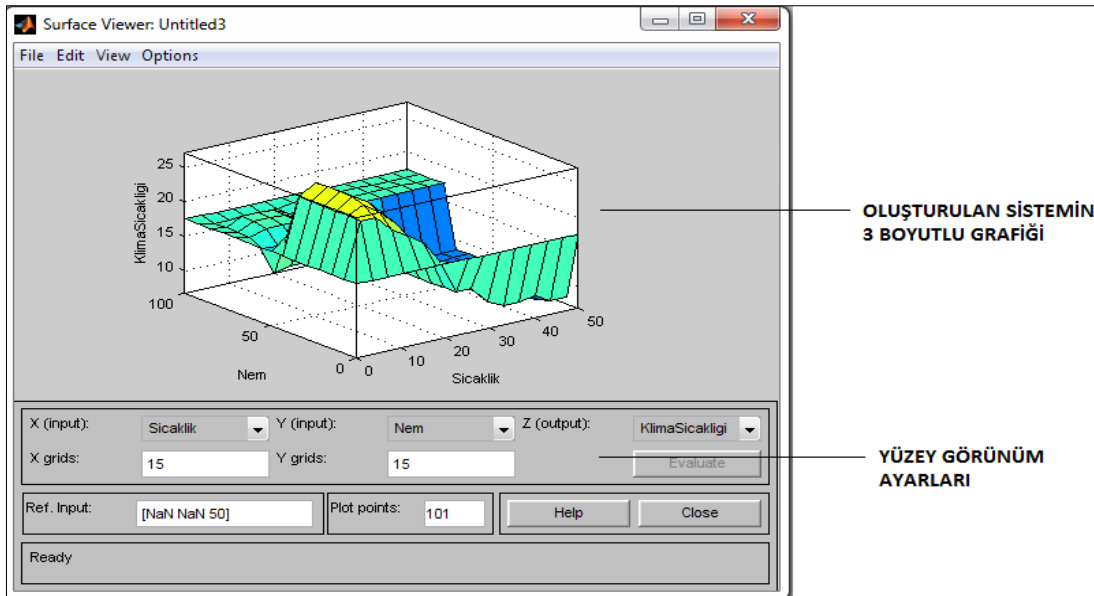 Surface Viewer: Untitled3
File Edit View Options
25
20
15
10
KlimaSicakligi
100
50
0
Nem
0
10
20
30
40
50
Sicaklik
OLUŞTURULAN SİSTEMİN
3 BOYUTLU GRAFİĞİ
X (input): Sicaklik Y (input): Nem Z (output): KlimaSicakligi
X grids: 15 Y grids: 15 Evaluate
YÜZEY GÖRÜNÜM
AYARLARI
Ref. Input: [NaN NaN 50] Plot points: 101 Help Close
Ready